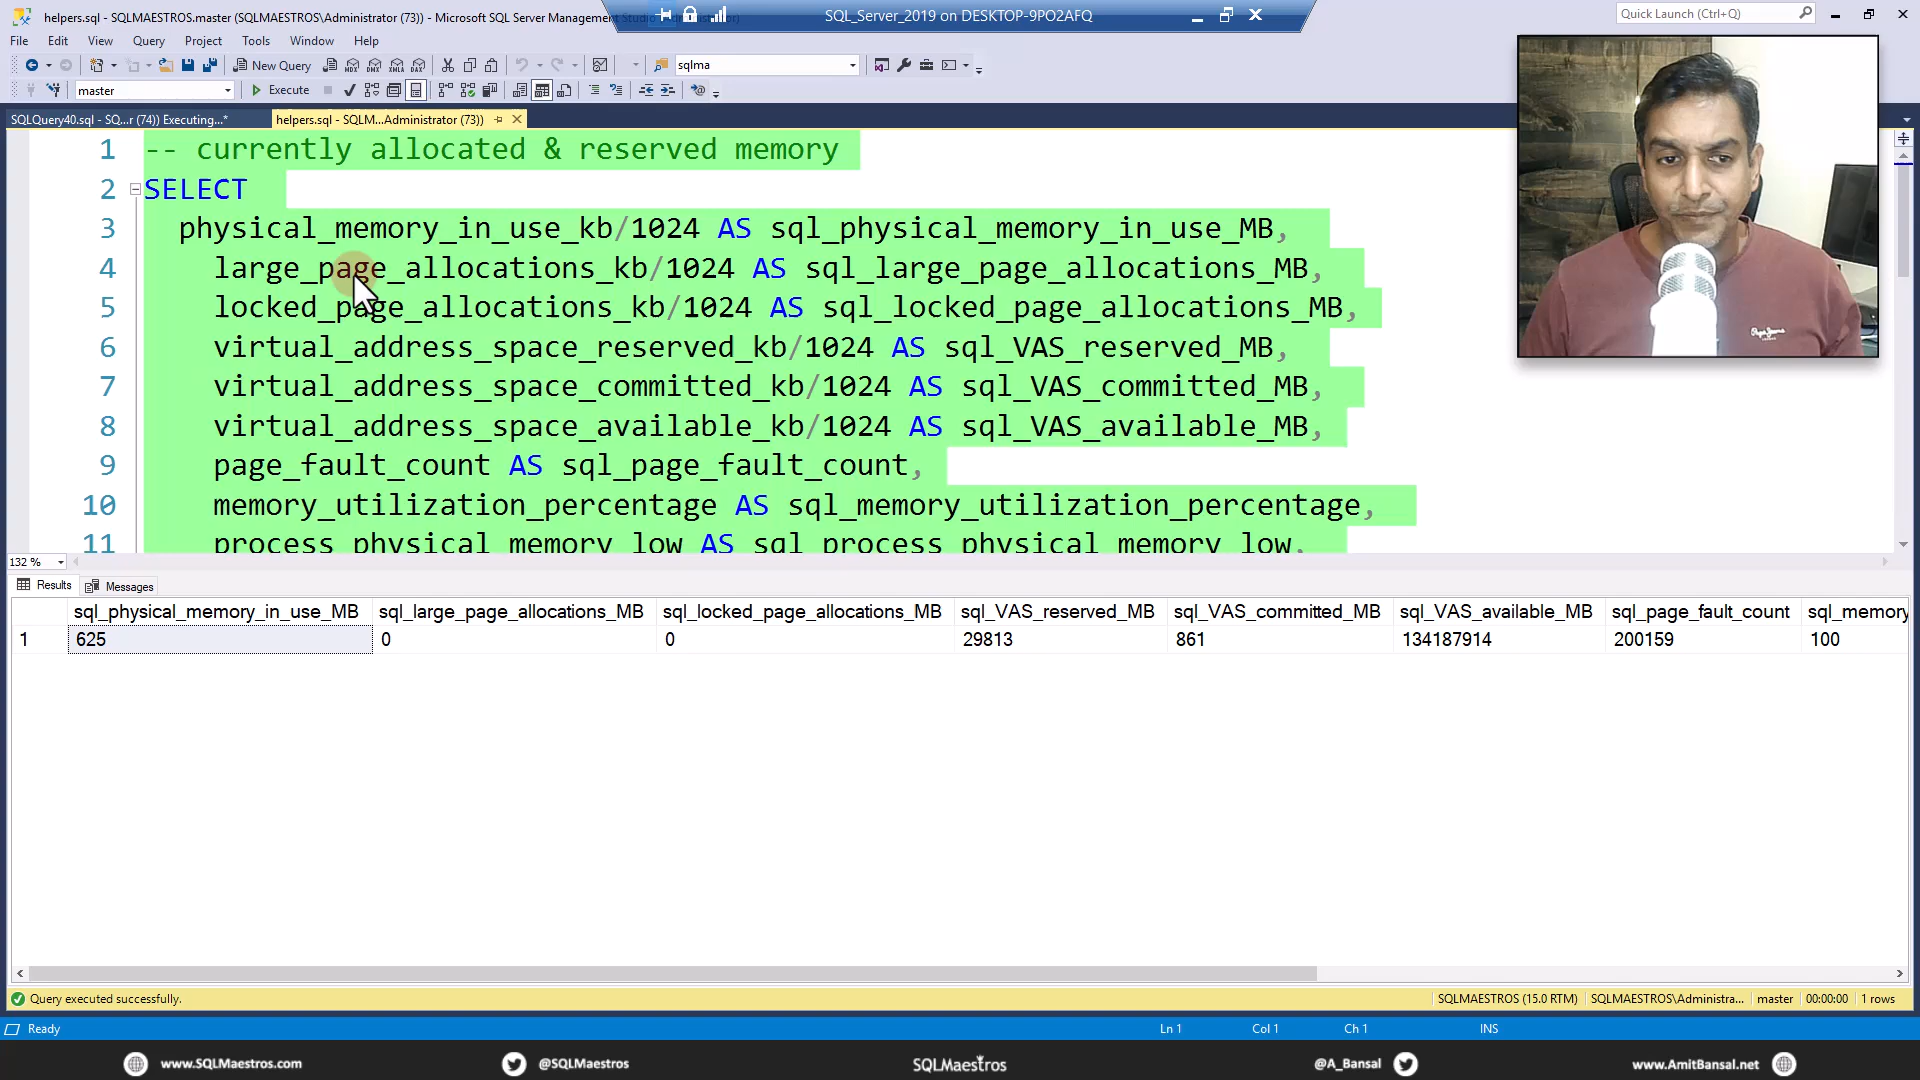 helpers.sql - SQLMAESTROS.master (SQLMAESTROS\Administrator (73)) - Microsoft SQL Server Management Studio
SQL_Server_2019 on DESKTOP-9PO2AFQ
Quick Launch (Ctrl+Q)
File Edit View Query Project Tools Window Help
New Query
sqlma
master
Execute
SQLQuery40.sql - SQ...r (74)) Executing...*
helpers.sql - SQLM...Administrator (73))
1 -- currently allocated & reserved memory
2 SELECT
3 physical_memory_in_use_kb/1024 AS sql_physical_memory_in_use_MB,
4 large_page_allocations_kb/1024 AS sql_large_page_allocations_MB,
5 locked_page_allocations_kb/1024 AS sql_locked_page_allocations_MB,
6 virtual_address_space_reserved_kb/1024 AS sql_VAS_reserved_MB,
7 virtual_address_space_committed_kb/1024 AS sql_VAS_committed_MB,
8 virtual_address_space_available_kb/1024 AS sql_VAS_available_MB,
9 page_fault_count AS sql_page_fault_count,
10 memory_utilization_percentage AS sql_memory_utilization_percentage,
11 process_physical_memory_low AS sql_process_physical_memory_low,
132 %
Results Messages
sql_physical_memory_in_use_MB sql_large_page_allocations_MB sql_locked_page_allocations_MB sql_VAS_reserved_MB sql_VAS_committed_MB sql_VAS_available_MB sql_page_fault_count sql_memory
1 625 0 0 29813 861 134187914 200159 100
Query executed successfully.
SQLMAESTROS (15.0 RTM) SQLMAESTROS\Administra... master 00:00:00 1 rows
Ready
Ln 1 Col 1 Ch 1 INS
Pepe Jeans
www.SQLMaestros.com
@SQLMaestros
SQLMaestros
@A_Bansal
www.AmitBansal.net